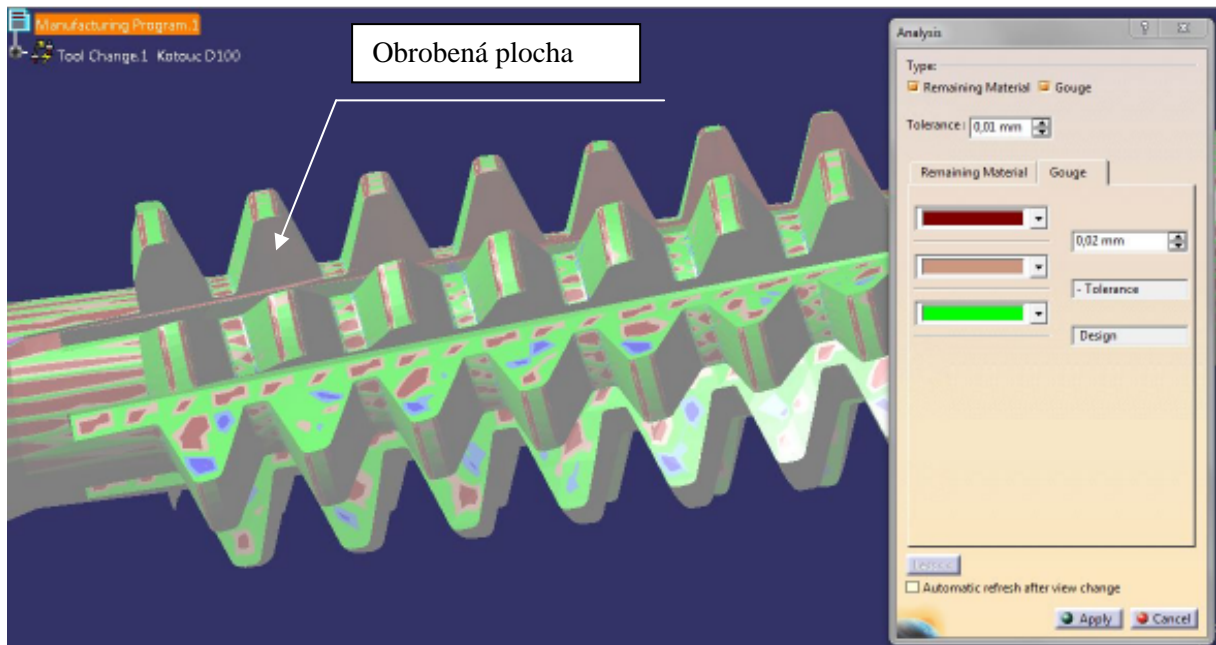 Manufacturing Program.1
Tool Change.1 Kotouc D100
Obrobená plocha
Analysis
Type:
Remaining Material Gouge
Tolerance: 0,01 mm
Remaining Material Gouge
0,02 mm
- Tolerance
Design
Automatic refresh after view change
Apply Cancel